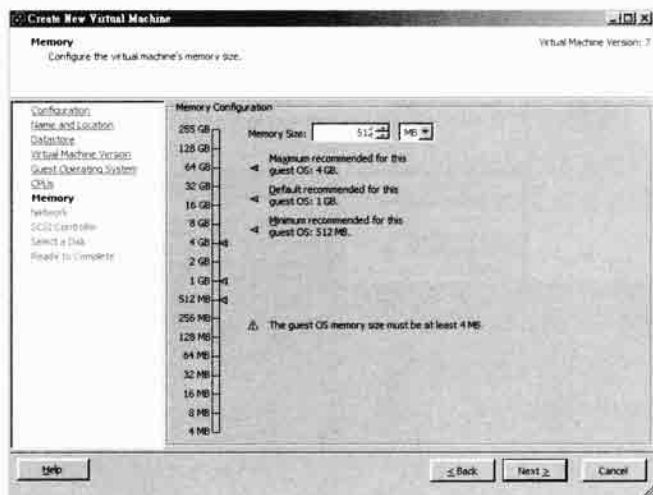 Create New Virtual Machine
Memory
Configure the virtual machine's memory size.
Virtual Machine Version: 7
Configuration
Name and Location
Datastore
Virtual Machine Version
Guest Operating System
CPUs
Memory
Network
SCSI Controller
Select a Disk
Ready to Complete
Memory Configuration
Memory Size: 512 MB
255 GB
128 GB
64 GB
32 GB
16 GB
8 GB
4 GB
2 GB
1 GB
512 MB
256 MB
128 MB
64 MB
32 MB
16 MB
8 MB
4 MB
Maximum recommended for this
guest OS: 4 GB.
Default recommended for this
guest OS: 1 GB.
Minimum recommended for this
guest OS: 512 MB.
The guest OS memory size must be at least 4 MB
Help
< Back
Next >
Cancel